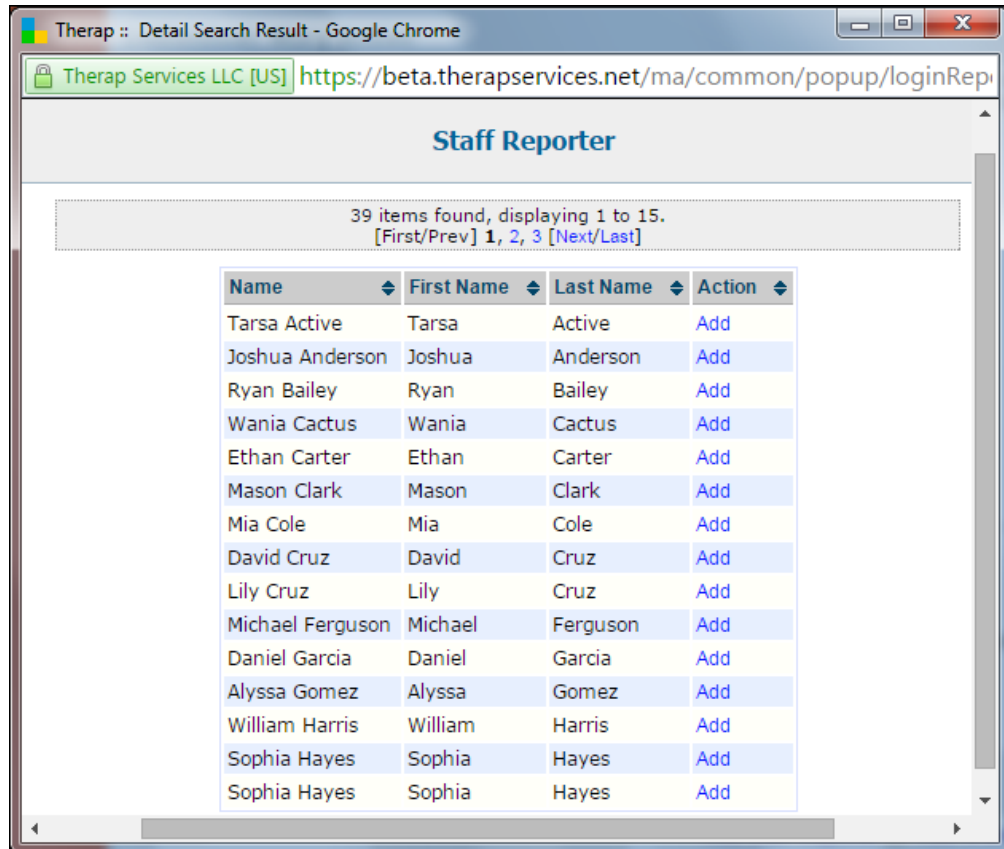 Therap :: Detail Search Result - Google Chrome
Therap Services LLC [US] https://beta.therapservices.net/ma/common/popup/loginRep
Staff Reporter
39 items found, displaying 1 to 15.
[First/Prev] 1, 2, 3 [Next/Last]
Name First Name Last Name Action
Tarsa Active Tarsa Active Add
Joshua Anderson Joshua Anderson Add
Ryan Bailey Ryan Bailey Add
Wania Cactus Wania Cactus Add
Ethan Carter Ethan Carter Add
Mason Clark Mason Clark Add
Mia Cole Mia Cole Add
David Cruz David Cruz Add
Lily Cruz Lily Cruz Add
Michael Ferguson Michael Ferguson Add
Daniel Garcia Daniel Garcia Add
Alyssa Gomez Alyssa Gomez Add
William Harris William Harris Add
Sophia Hayes Sophia Hayes Add
Sophia Hayes Sophia Hayes Add